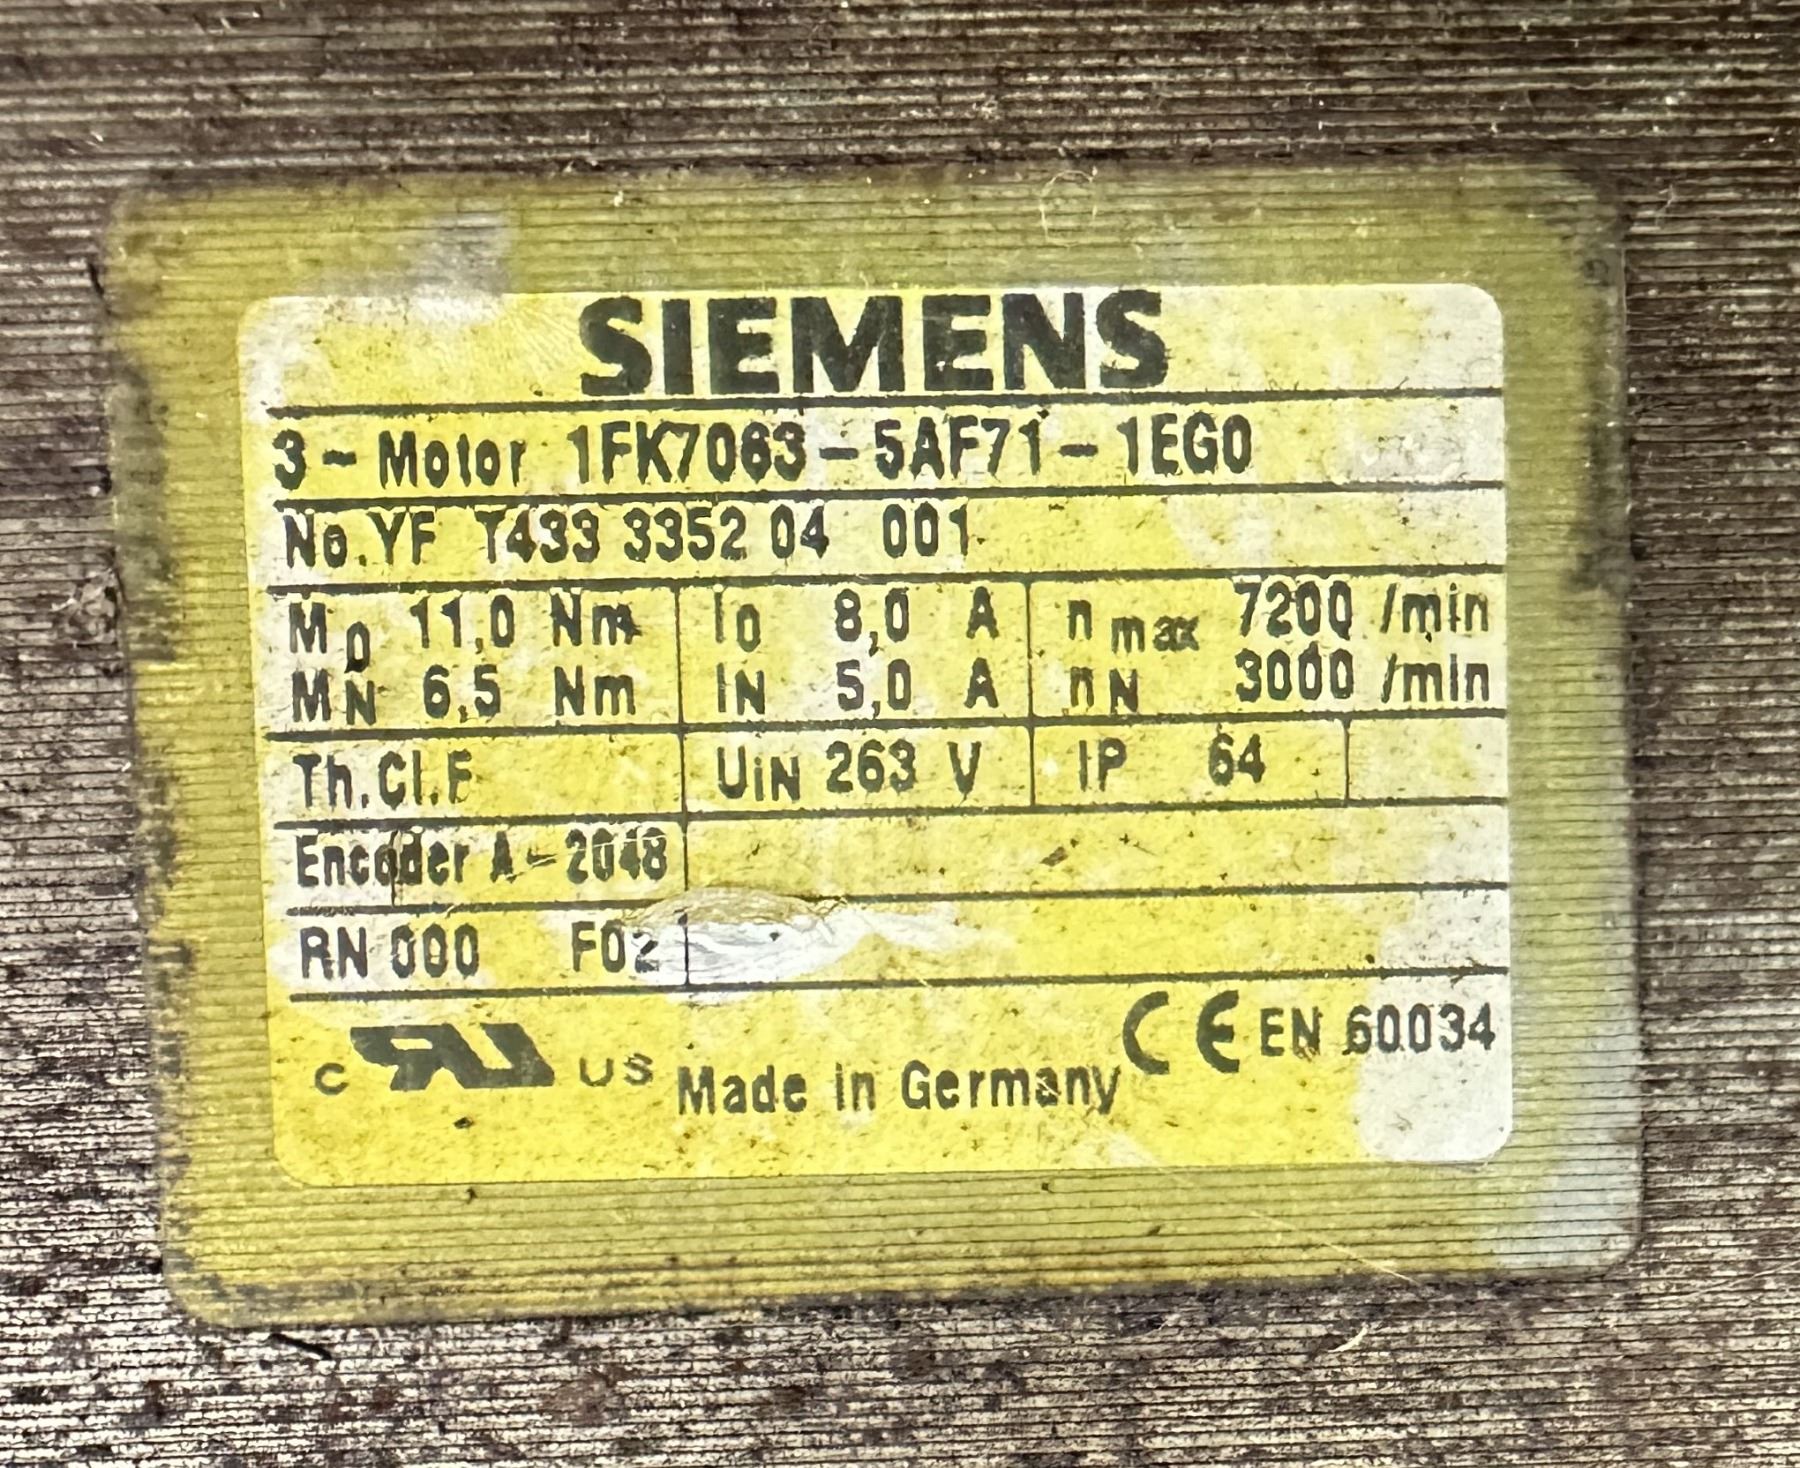 SIEMENS
3~Motor 1FK7063-5AF71-1EG0
No.YF T433 3352 04 001
M0 11,0 Nm I0 8,0 A nmax 7200 /min
MN 6,5 Nm IN 5,0 A nN 3000 /min
Th.Cl.F UIN 263 V IP 64
Encoder A-2048
RN 000 F02
c RU US Made in Germany CE EN 60034